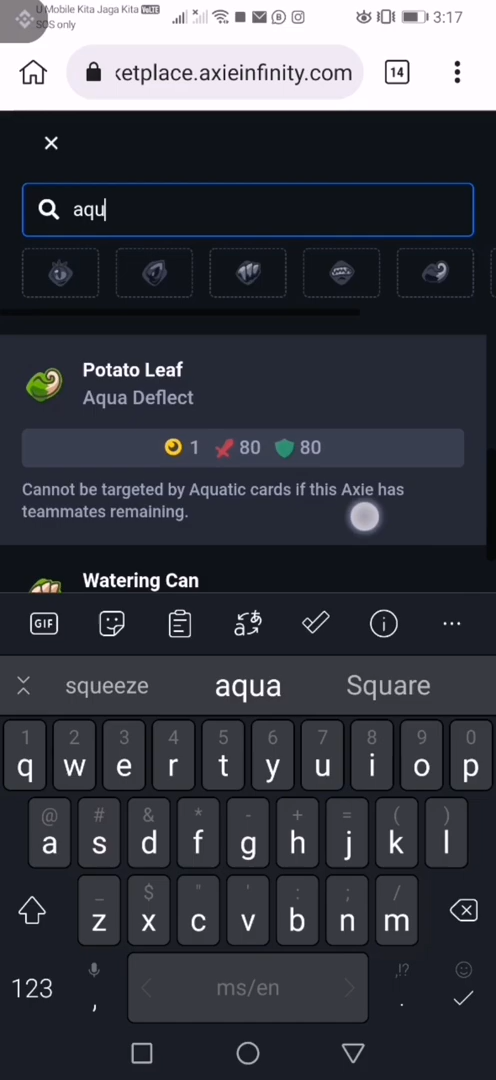 U Mobile Kita Jaga Kita VoLTE
SOS only
3:17
ketplace.axieinfinity.com
14
aqu
Potato Leaf
Aqua Deflect
1 80 80
Cannot be targeted by Aquatic cards if this Axie has
teammates remaining.
Watering Can
GIF
squeeze aqua Square
1 2 3 4 5 6 7 8 9 0
q w e r t y u i o p
@ # & * - + = ( )
a s d f g h j k l
_ $ " ' : ; /
z x c v b n m
,!?
123 , ms/en .